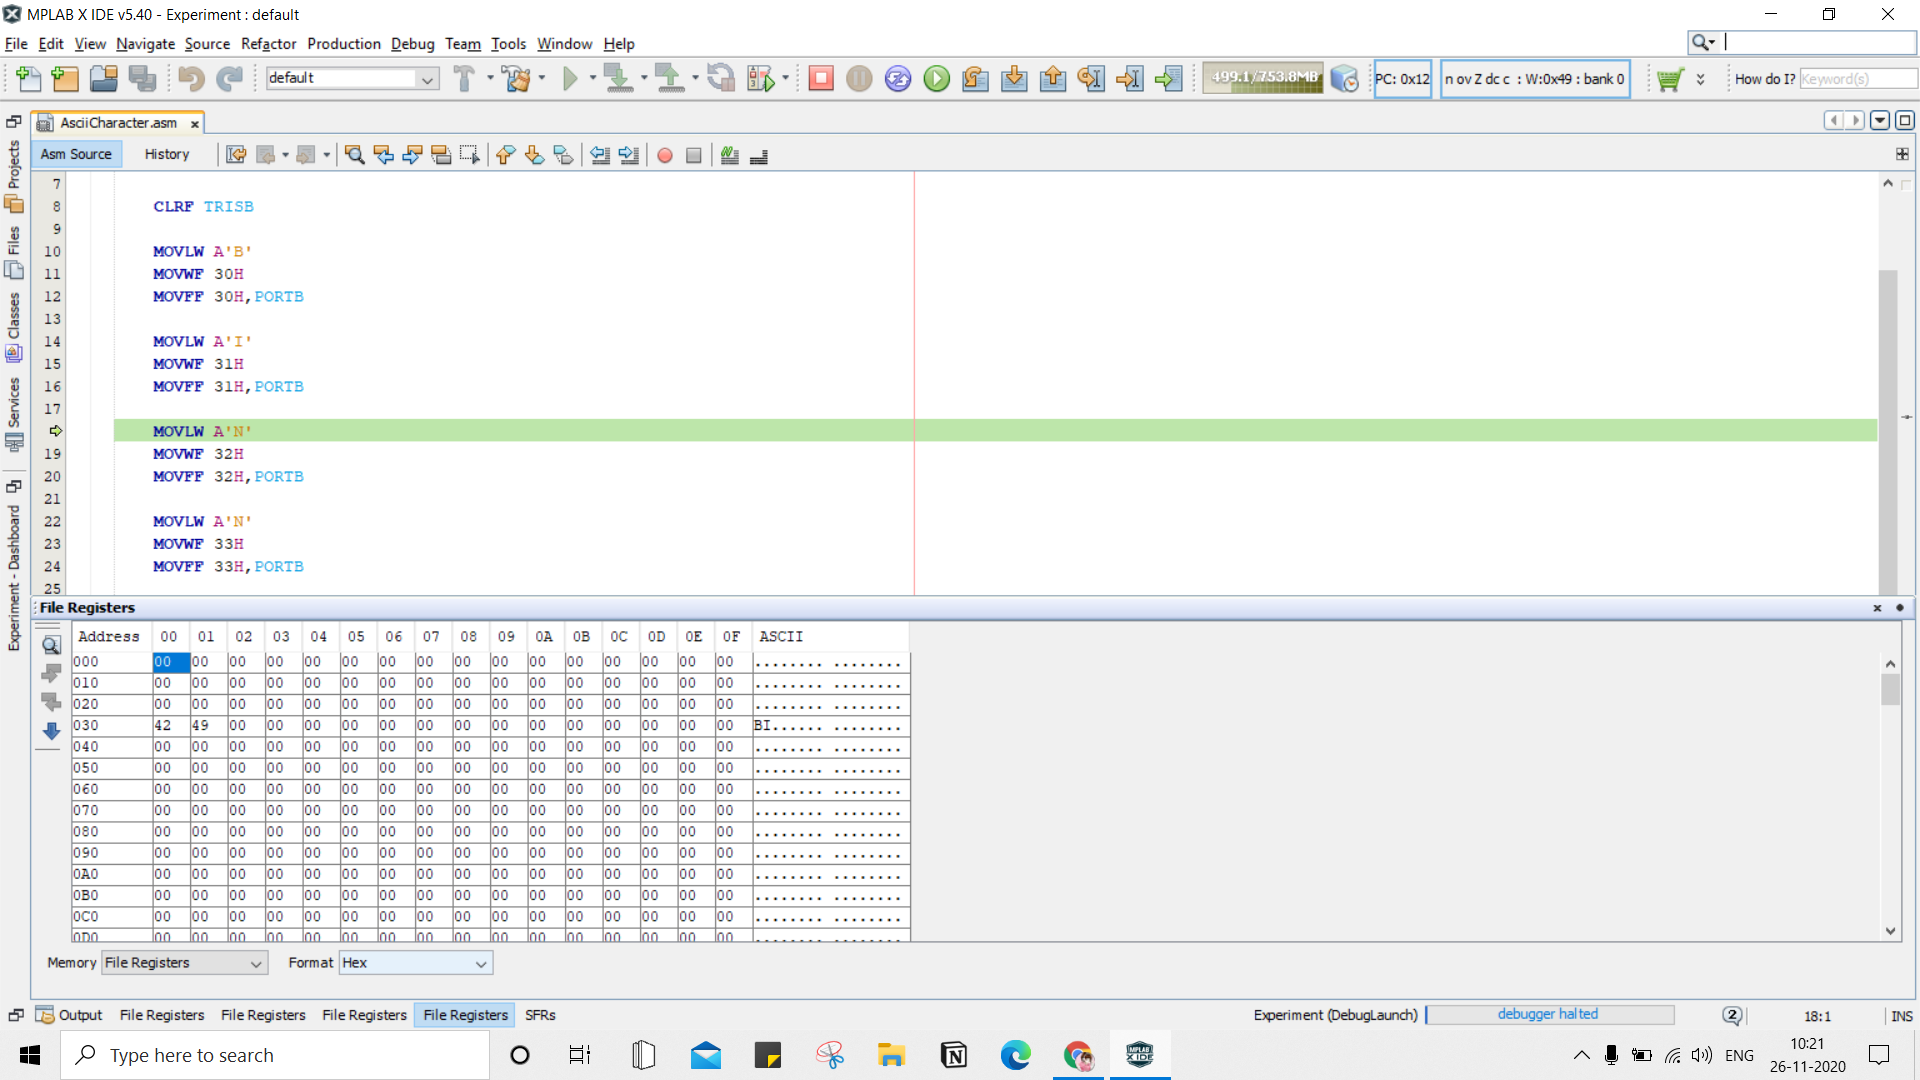 MPLAB X IDE v5.40 - Experiment : default
File Edit View Navigate Source Refactor Production Debug Team Tools Window Help
default
499.1/753.8MB
PC: 0x12
n ov Z dc c : W:0x49 : bank 0
How do I? Keyword(s)
AsciiCharacter.asm
Asm Source History
Projects
Files
Classes
Services
Experiment - Dashboard
7
8 CLRF TRISB
9
10 MOVLW A'B'
11 MOVWF 30H
12 MOVFF 30H,PORTB
13
14 MOVLW A'I'
15 MOVWF 31H
16 MOVFF 31H,PORTB
17
MOVLW A'N'
19 MOVWF 32H
20 MOVFF 32H,PORTB
21
22 MOVLW A'N'
23 MOVWF 33H
24 MOVFF 33H,PORTB
25
File Registers
Address 00 01 02 03 04 05 06 07 08 09 0A 0B 0C 0D 0E 0F ASCII
000 00 00 00 00 00 00 00 00 00 00 00 00 00 00 00 00 ........ ........
010 00 00 00 00 00 00 00 00 00 00 00 00 00 00 00 00 ........ ........
020 00 00 00 00 00 00 00 00 00 00 00 00 00 00 00 00 ........ ........
030 42 49 00 00 00 00 00 00 00 00 00 00 00 00 00 00 BI...... ........
040 00 00 00 00 00 00 00 00 00 00 00 00 00 00 00 00 ........ ........
050 00 00 00 00 00 00 00 00 00 00 00 00 00 00 00 00 ........ ........
060 00 00 00 00 00 00 00 00 00 00 00 00 00 00 00 00 ........ ........
070 00 00 00 00 00 00 00 00 00 00 00 00 00 00 00 00 ........ ........
080 00 00 00 00 00 00 00 00 00 00 00 00 00 00 00 00 ........ ........
090 00 00 00 00 00 00 00 00 00 00 00 00 00 00 00 00 ........ ........
0A0 00 00 00 00 00 00 00 00 00 00 00 00 00 00 00 00 ........ ........
0B0 00 00 00 00 00 00 00 00 00 00 00 00 00 00 00 00 ........ ........
0C0 00 00 00 00 00 00 00 00 00 00 00 00 00 00 00 00 ........ ........
0D0 00 00 00 00 00 00 00 00 00 00 00 00 00 00 00 00 ........ ........
Memory File Registers Format Hex
Output File Registers File Registers File Registers File Registers SFRs
Experiment (DebugLaunch) debugger halted 2 18:1 INS
Type here to search
MPLAB X IDE
ENG
10:21
26-11-2020